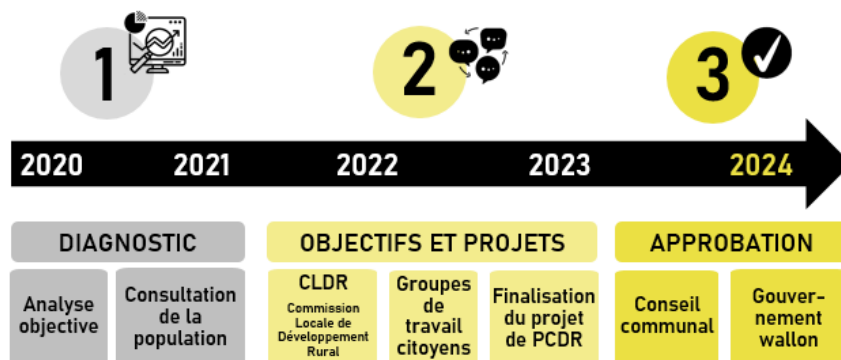 1
2
3
2020 2021 2022 2023 2024
DIAGNOSTIC
OBJECTIFS ET PROJETS
APPROBATION
Analyse
objective
Consultation
de la
population
CLDR
Commission
Locale de
Développement
Rural
Groupes
de
travail
citoyens
Finalisation
du projet
de PCDR
Conseil
communal
Gouver-
nement
wallon